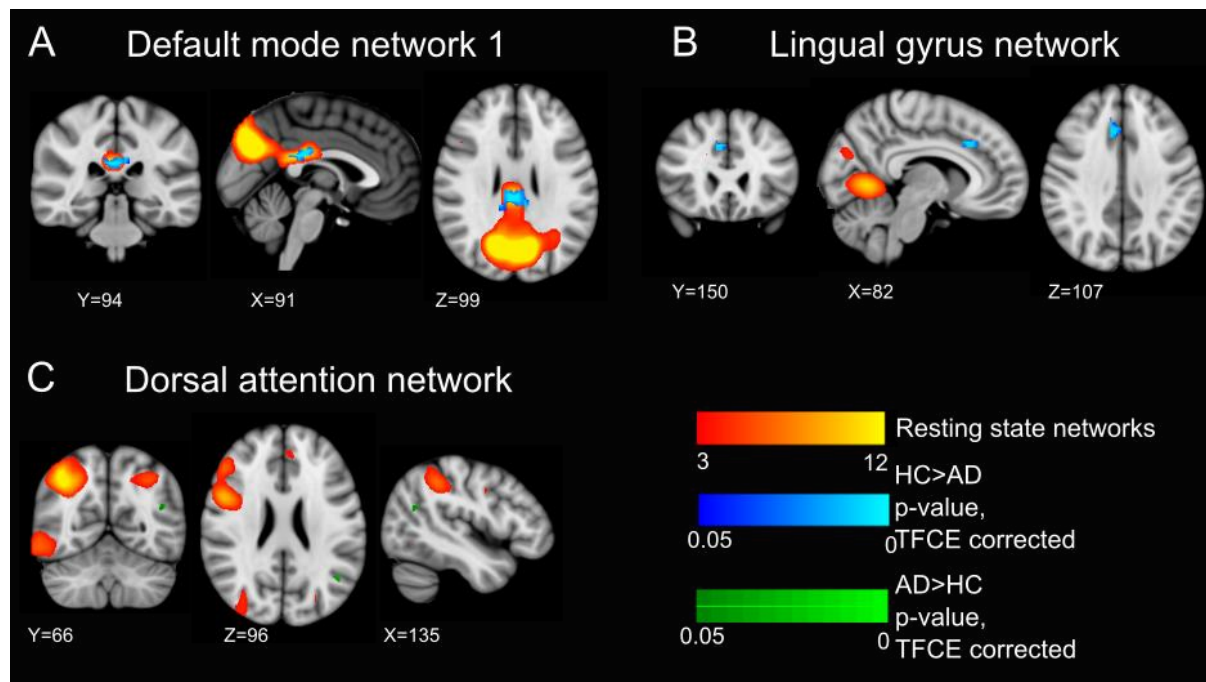 A Default mode network 1
B Lingual gyrus network
Y=94 X=91 Z=99
Y=150 X=82 Z=107
C Dorsal attention network
Y=66 Z=96 X=135
Resting state networks
3 12
HC>AD
p-value,
TFCE corrected
0.05 0
AD>HC
p-value,
TFCE corrected
0.05 0